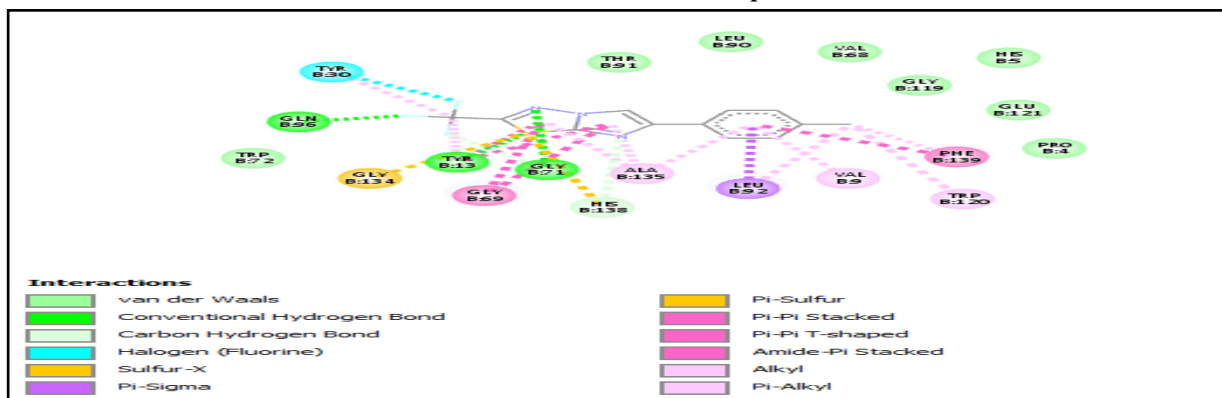 LEU
B:90
VAL
B:68
HIS
B:5
THR
B:91
TYR
B:30
GLY
B:119
GLU
B:121
GLN
B:96
PRO
B:4
TRP
B:72
TYR
B:13
GLY
B:71
ALA
B:135
PHE
B:139
GLY
B:134
GLY
B:69
LEU
B:92
VAL
B:9
TRP
B:120
HIS
B:138
Interactions
van der Waals
Conventional Hydrogen Bond
Carbon Hydrogen Bond
Halogen (Fluorine)
Sulfur-X
Pi-Sigma
Pi-Sulfur
Pi-Pi Stacked
Pi-Pi T-shaped
Amide-Pi Stacked
Alkyl
Pi-Alkyl